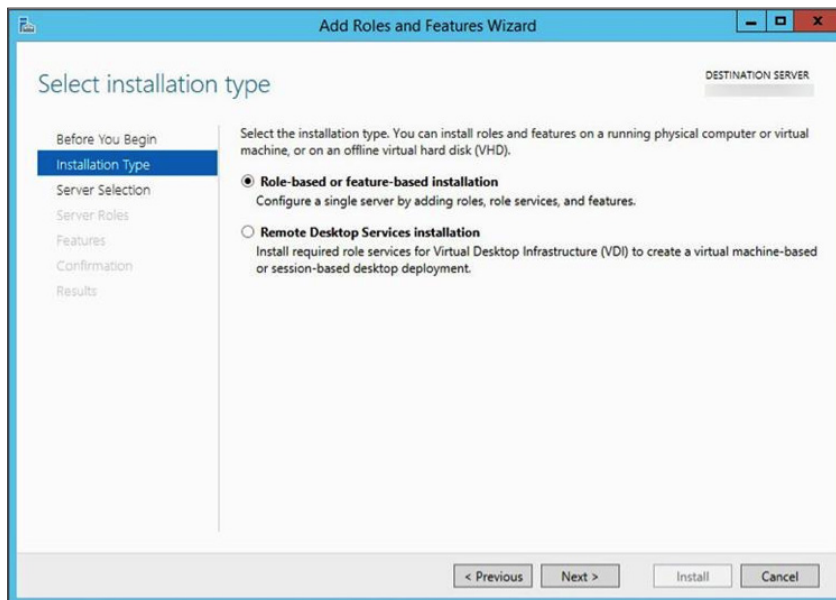 Add Roles and Features Wizard
Select installation type
DESTINATION SERVER
Before You Begin
Installation Type
Server Selection
Server Roles
Features
Confirmation
Results
Select the installation type. You can install roles and features on a running physical computer or virtual
machine, or on an offline virtual hard disk (VHD).
Role-based or feature-based installation
Configure a single server by adding roles, role services, and features.
Remote Desktop Services installation
Install required role services for Virtual Desktop Infrastructure (VDI) to create a virtual machine-based
or session-based desktop deployment.
< Previous Next > Install Cancel